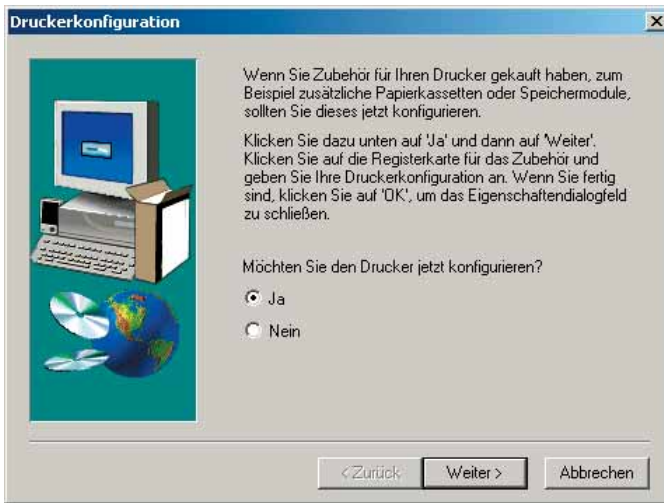 Druckerkonfiguration
Wenn Sie Zubehör für Ihren Drucker gekauft haben, zum
Beispiel zusätzliche Papierkassetten oder Speichermodule,
sollten Sie dieses jetzt konfigurieren.
Klicken Sie dazu unten auf 'Ja' und dann auf 'Weiter'.
Klicken Sie auf die Registerkarte für das Zubehör und
geben Sie Ihre Druckerkonfiguration an. Wenn Sie fertig
sind, klicken Sie auf 'OK', um das Eigenschaftendialogfeld
zu schließen.
Möchten Sie den Drucker jetzt konfigurieren?
Ja
Nein
< Zurück
Weiter >
Abbrechen